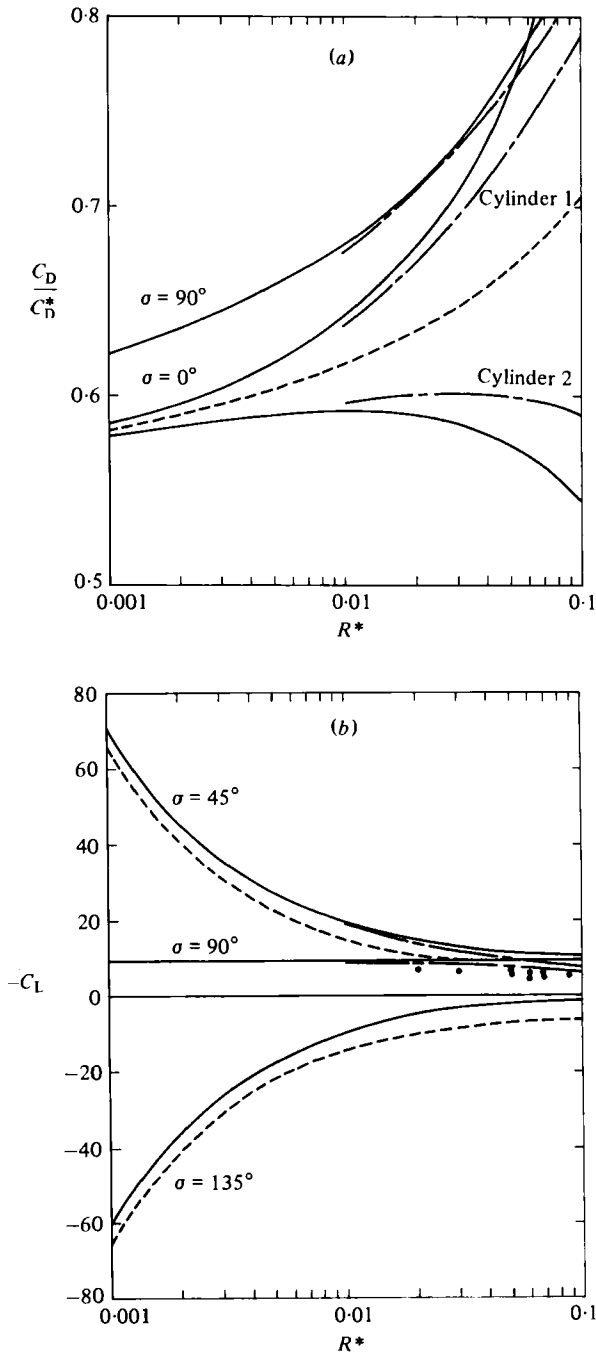 0·8
(a)
0·7
Cylinder 1
C_D
C_D^*
σ = 90°
σ = 0°
Cylinder 2
0·6
0·5
0·001
0·01
0·1
R*
80
(b)
60
σ = 45°
40
20
σ = 90°
−C_L
0
−20
−40
σ = 135°
−60
−80
0·001
0·01
0·1
R*